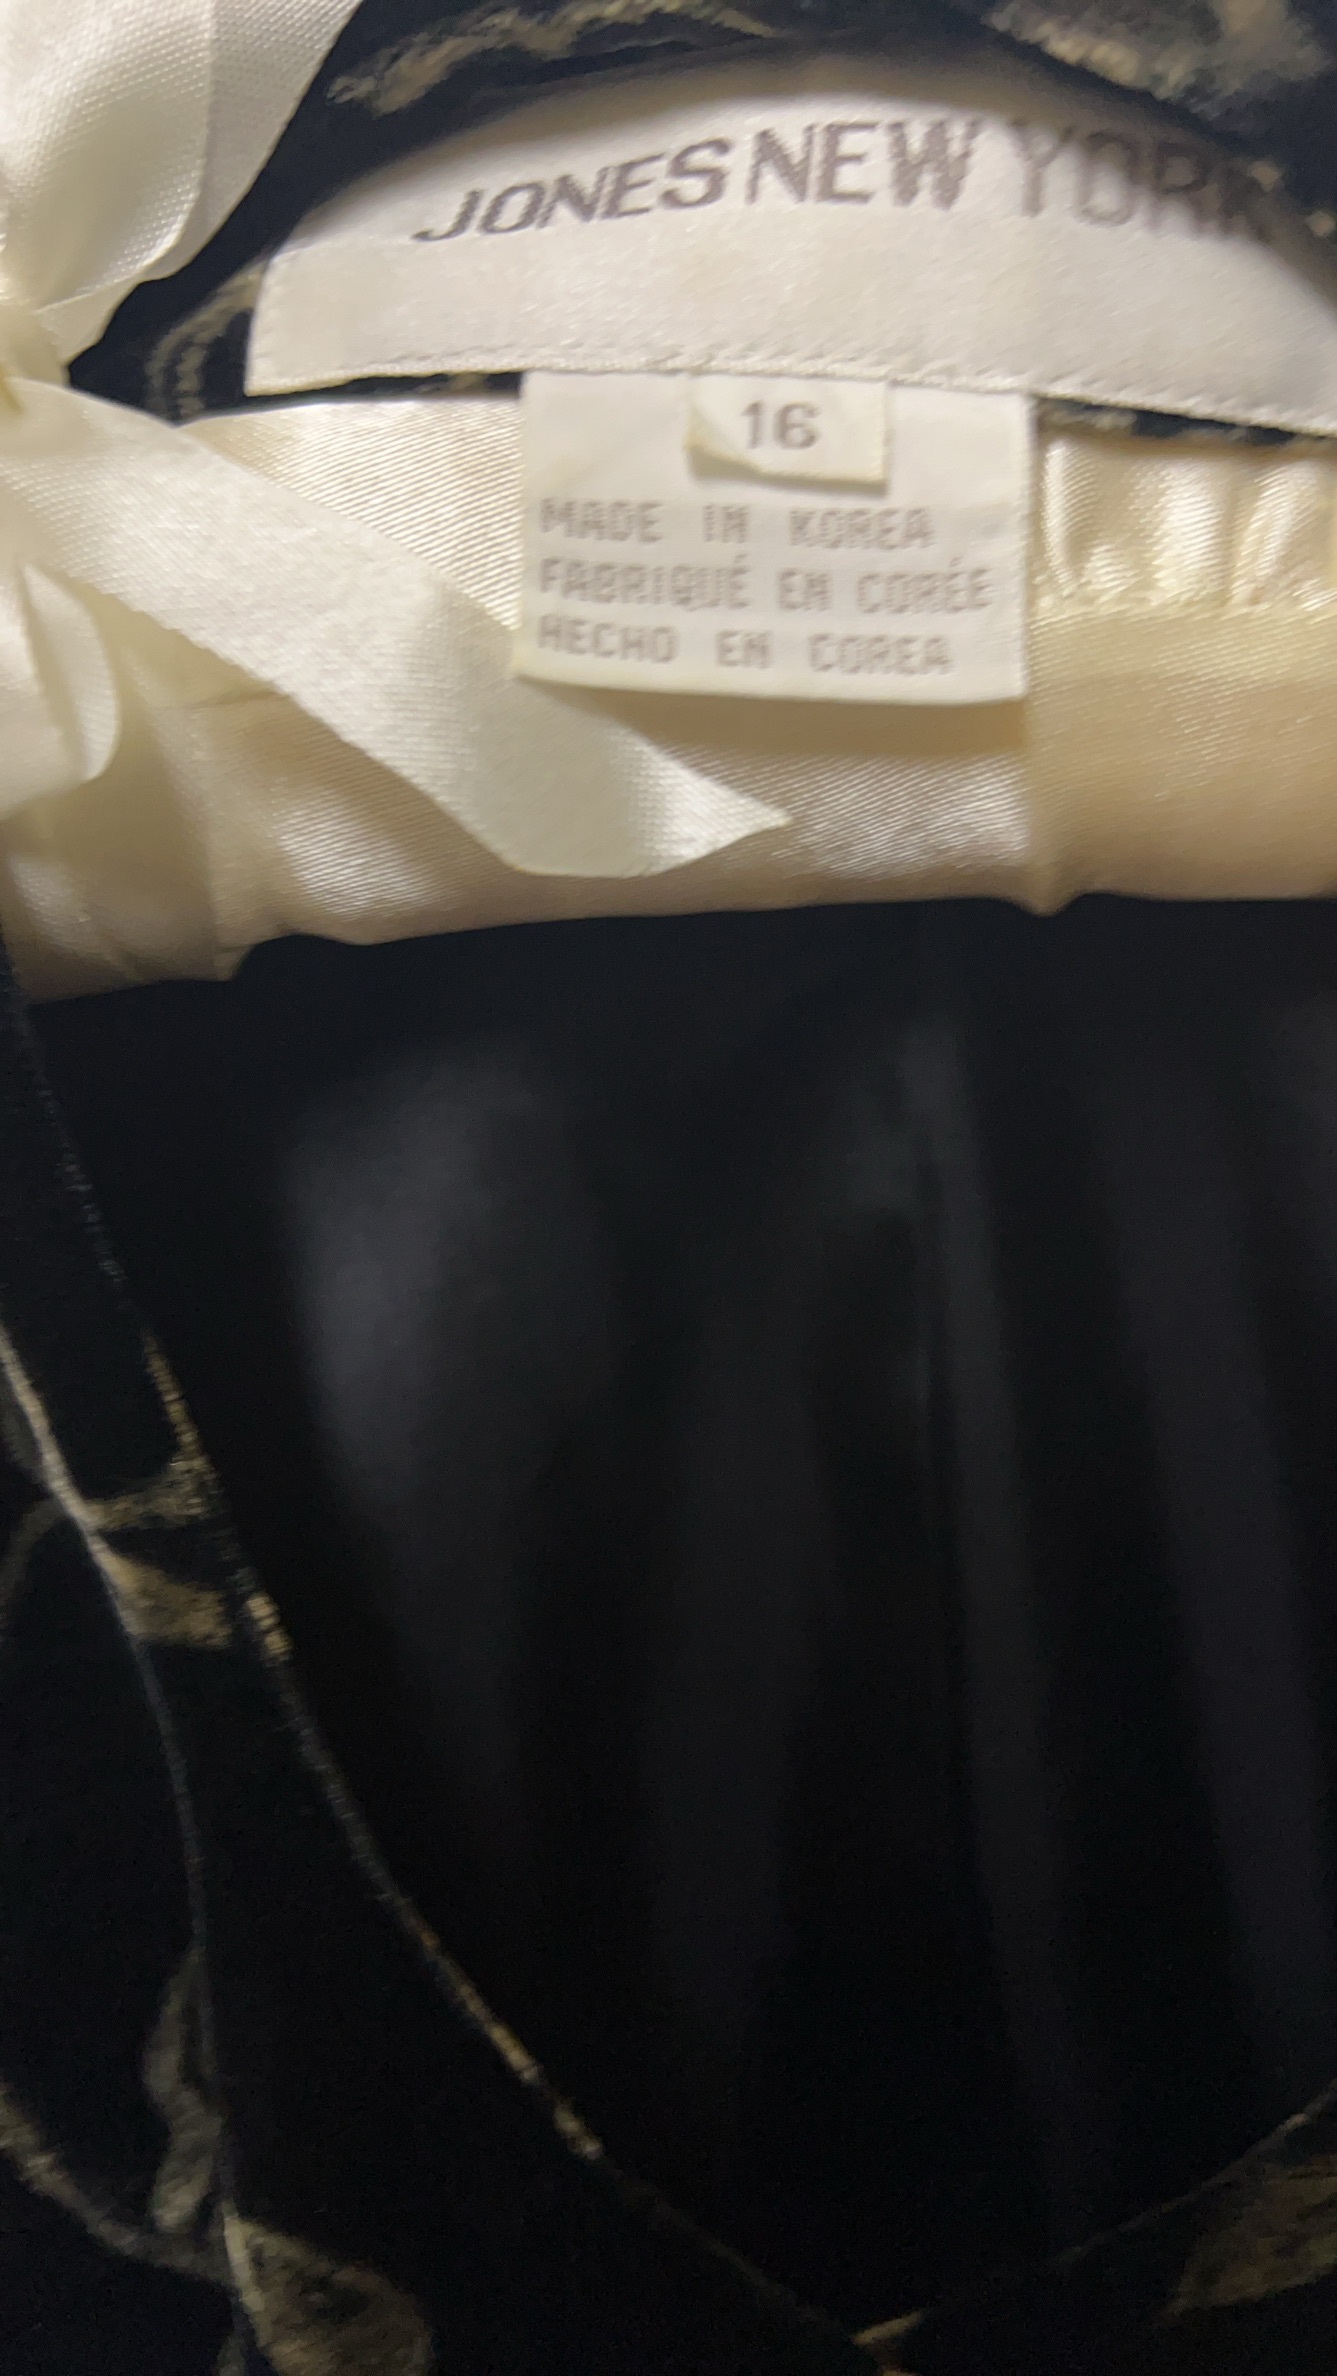 JONES NEW YORK
16
MADE IN KOREA
FABRIQUÉ EN CORÉE
HECHO EN COREA